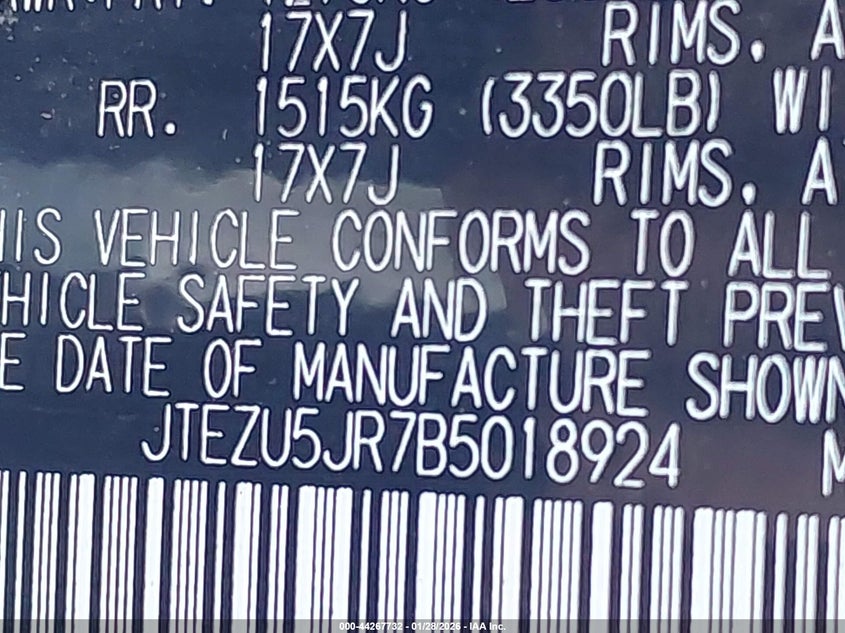 17X7J RIMS, A
RR. 1515KG (3350LB) WI
17X7J RIMS, A
HIS VEHICLE CONFORMS TO ALL
HICLE SAFETY AND THEFT PREV
E DATE OF MANUFACTURE SHOWN
JTEZU5JR7B5018924 M
000-44267732 - 01/28/2026 - IAA Inc.